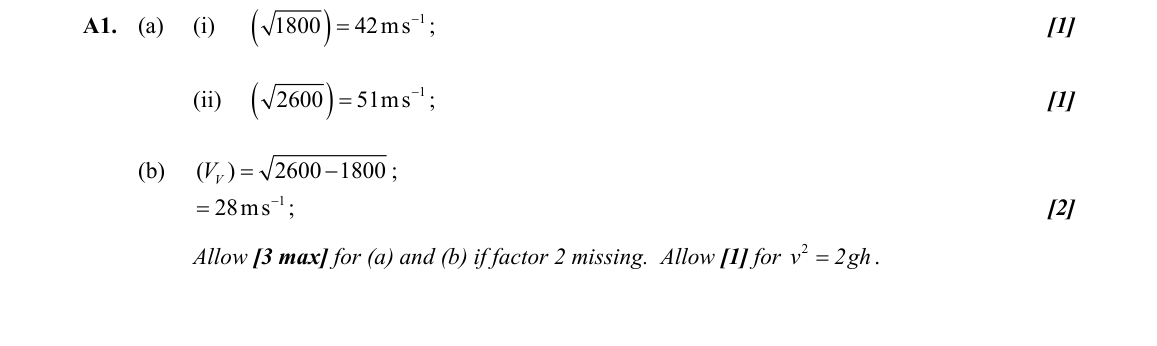 A1. (a) (i) (√1800) = 42 m s⁻¹ ; [1]
(ii) (√2600) = 51 m s⁻¹ ; [1]
(b) (V_V) = √2600 – 1800 ;
= 28 m s⁻¹ ; [2]
Allow [3 max] for (a) and (b) if factor 2 missing. Allow [1] for v² = 2gh .